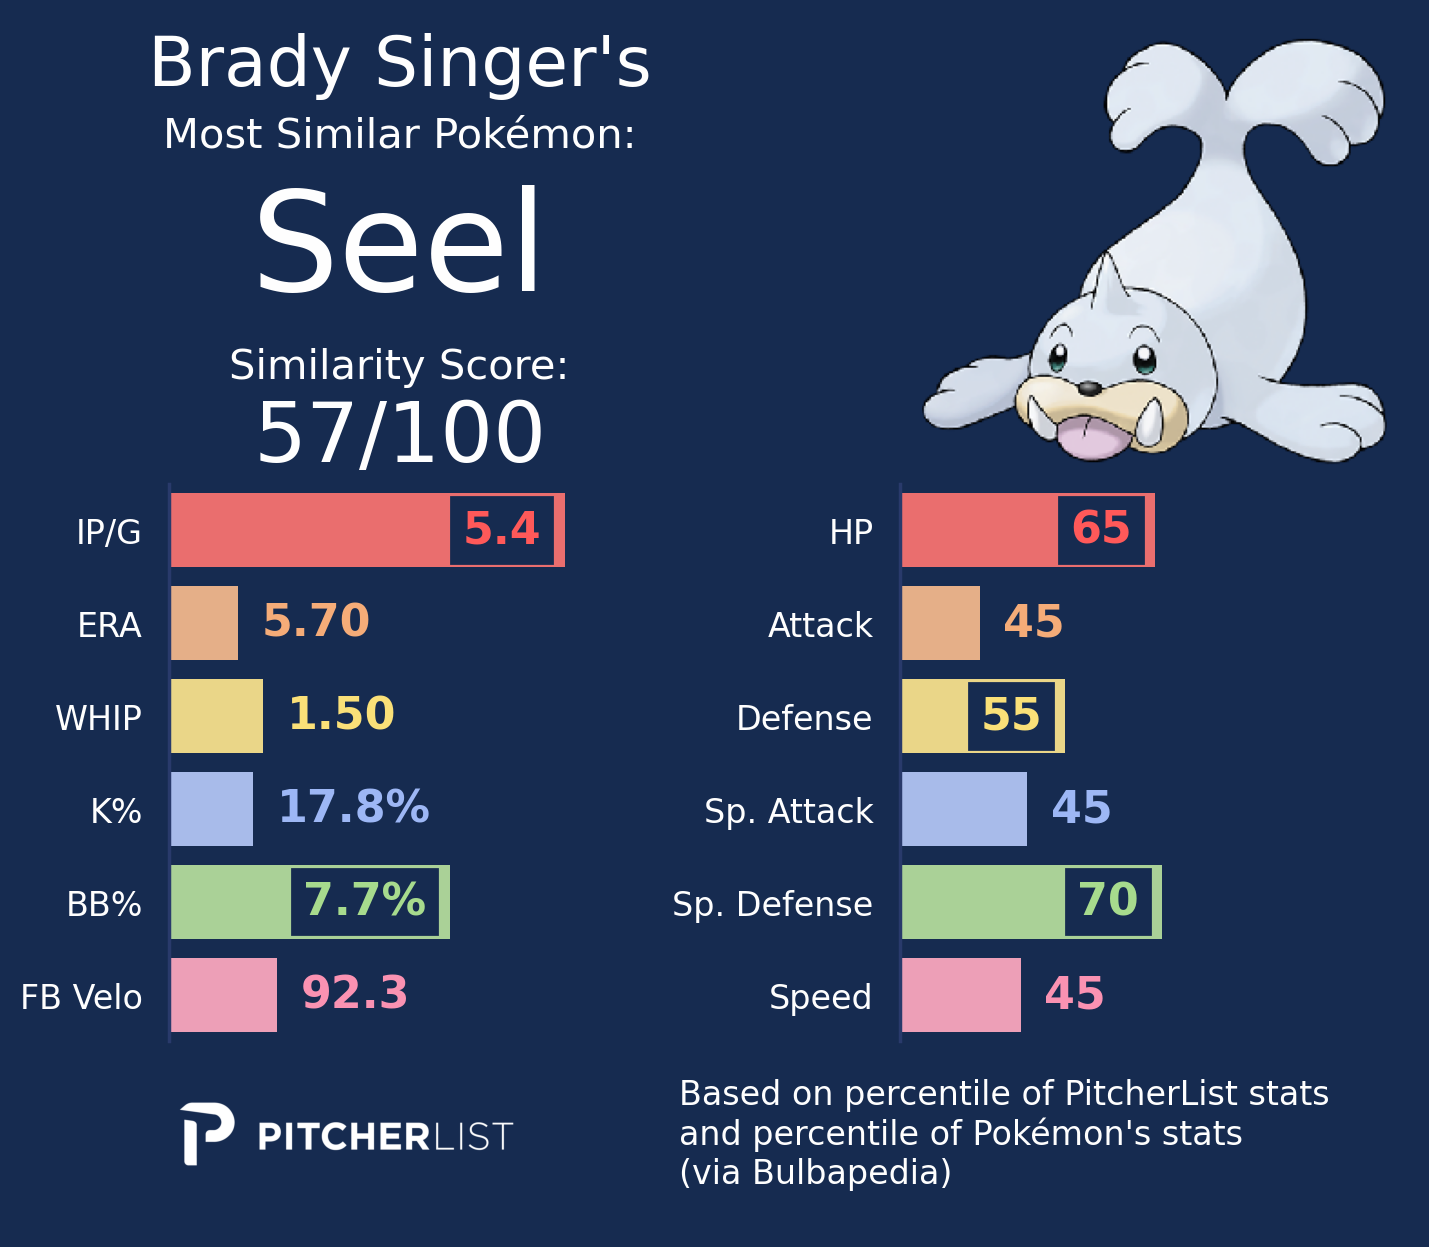 Brady Singer's
Most Similar Pokémon:
Seel
Similarity Score:
57/100
IP/G 5.4
ERA 5.70
WHIP 1.50
K% 17.8%
BB% 7.7%
FB Velo 92.3
HP 65
Attack 45
Defense 55
Sp. Attack 45
Sp. Defense 70
Speed 45
PITCHERLIST
Based on percentile of PitcherList stats
and percentile of Pokémon's stats
(via Bulbapedia)